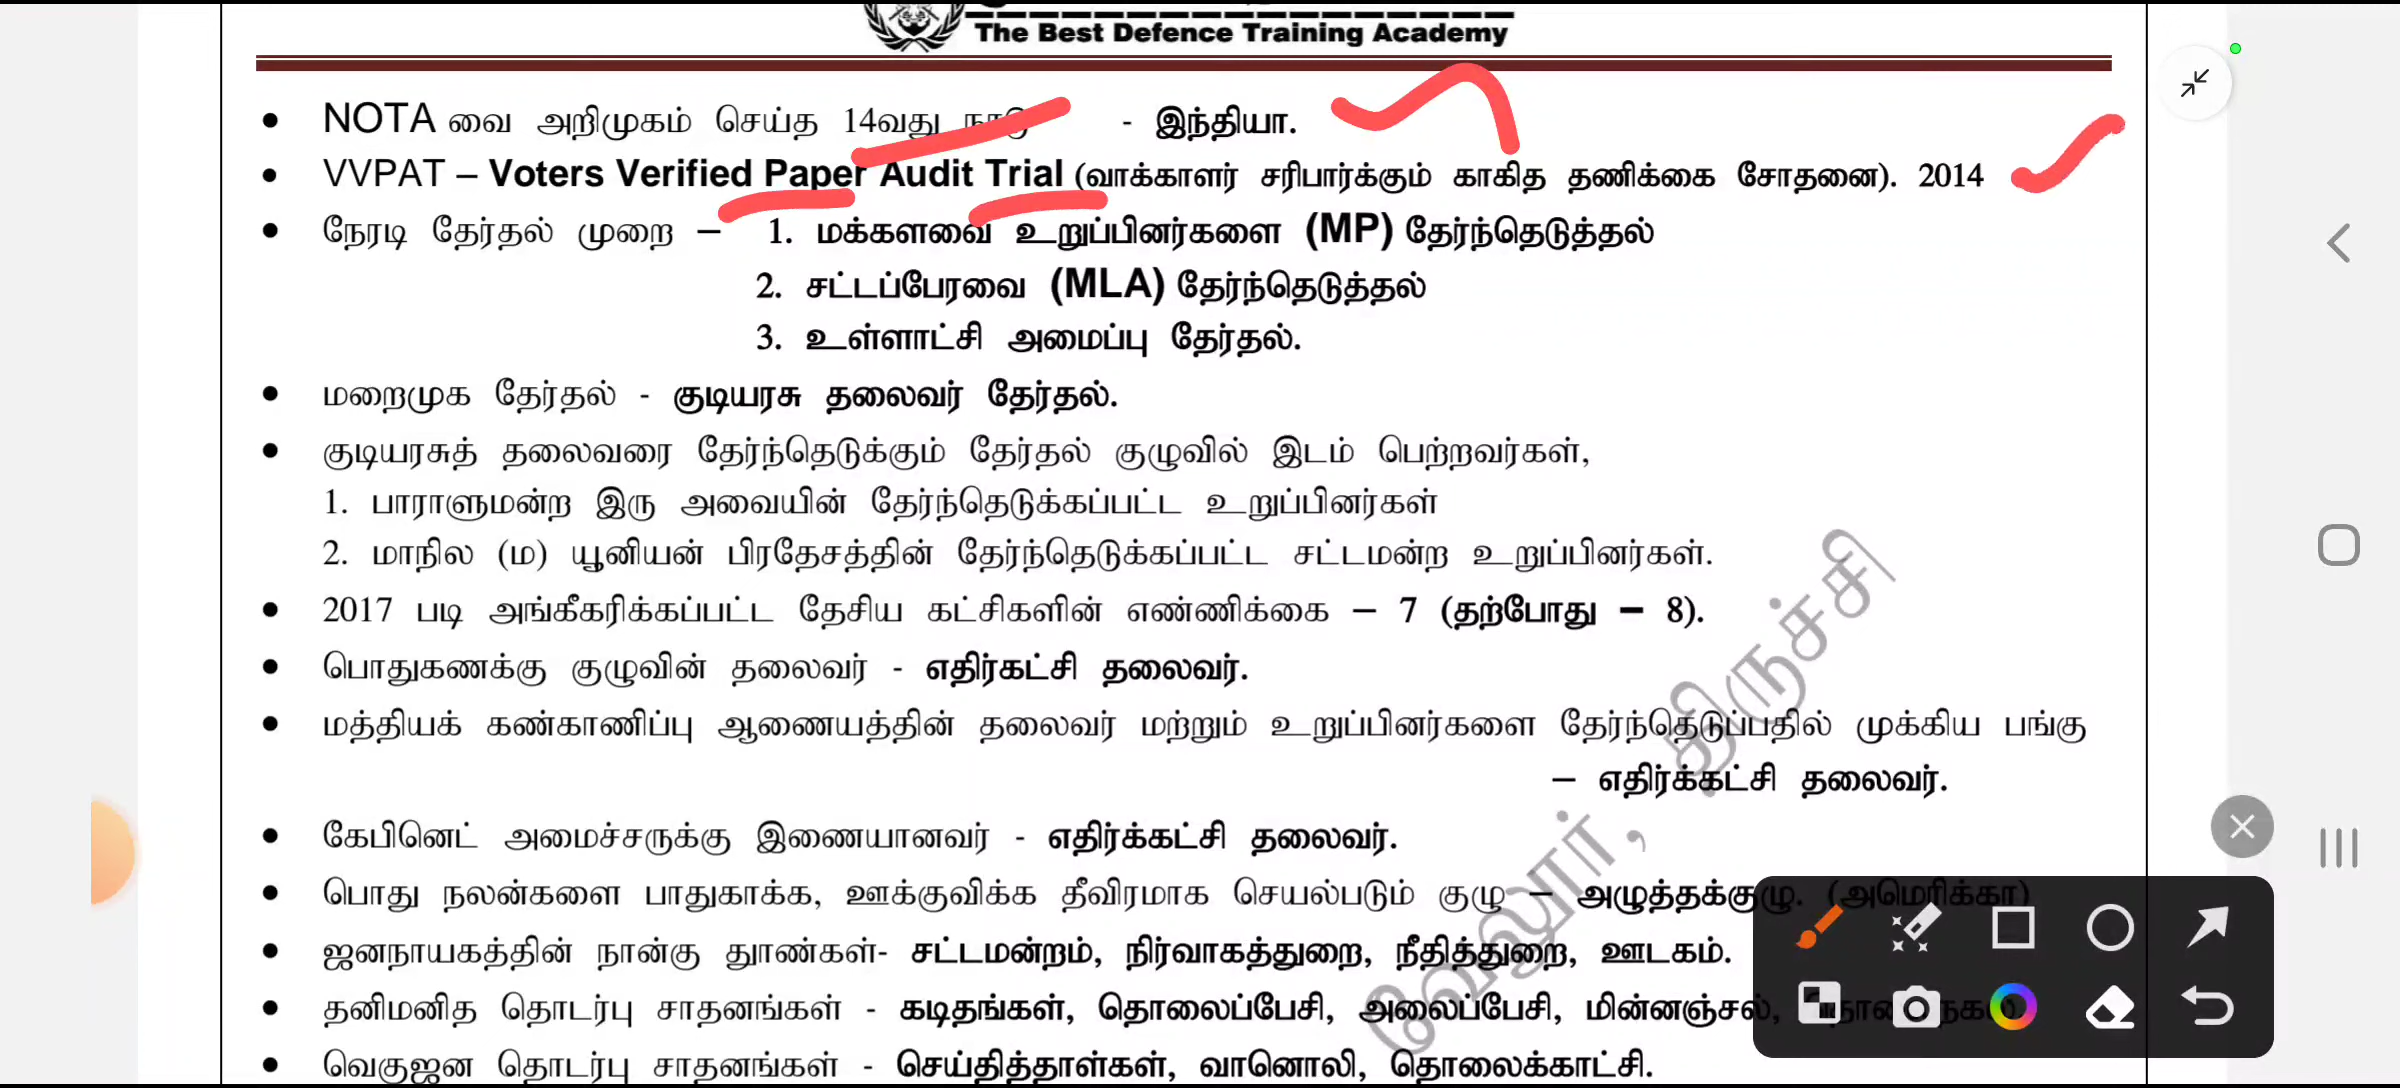 The Best Defence Training Academy
• NOTA வை அறிமுகம் செய்த 14வது நாடு - இந்தியா.
• VVPAT – Voters Verified Paper Audit Trial (வாக்காளர் சரிபார்க்கும் காகித தணிக்கை சோதனை). 2014
• நேரடி தேர்தல் முறை – 1. மக்களவை உறுப்பினர்களை (MP) தேர்ந்தெடுத்தல்
2. சட்டப்பேரவை (MLA) தேர்ந்தெடுத்தல்
3. உள்ளாட்சி அமைப்பு தேர்தல்.
• மறைமுக தேர்தல் - குடியரசு தலைவர் தேர்தல்.
• குடியரசுத் தலைவரை தேர்ந்தெடுக்கும் தேர்தல் குழுவில் இடம் பெற்றவர்கள்,
1. பாராளுமன்ற இரு அவையின் தேர்ந்தெடுக்கப்பட்ட உறுப்பினர்கள்
2. மாநில (ம) யூனியன் பிரதேசத்தின் தேர்ந்தெடுக்கப்பட்ட சட்டமன்ற உறுப்பினர்கள்.
• 2017 படி அங்கீகரிக்கப்பட்ட தேசிய கட்சிகளின் எண்ணிக்கை – 7 (தற்போது – 8).
• பொதுகணக்கு குழுவின் தலைவர் - எதிர்கட்சி தலைவர்.
• மத்தியக் கண்காணிப்பு ஆணையத்தின் தலைவர் மற்றும் உறுப்பினர்களை தேர்ந்தெடுப்பதில் முக்கிய பங்கு
– எதிர்க்கட்சி தலைவர்.
• கேபினெட் அமைச்சருக்கு இணையானவர் - எதிர்க்கட்சி தலைவர்.
• பொது நலன்களை பாதுகாக்க, ஊக்குவிக்க தீவிரமாக செயல்படும் குழு – அழுத்தக்குழு. (அமெரிக்கா)
• ஜனநாயகத்தின் நான்கு தூண்கள்- சட்டமன்றம், நிர்வாகத்துறை, நீதித்துறை, ஊடகம்.
• தனிமனித தொடர்பு சாதனங்கள் - கடிதங்கள், தொலைப்பேசி, அலைப்பேசி, மின்னஞ்சல்,
• வெகுஜன தொடர்பு சாதனங்கள் - செய்தித்தாள்கள், வானொலி, தொலைக்காட்சி.
வேலூர், திருச்சி